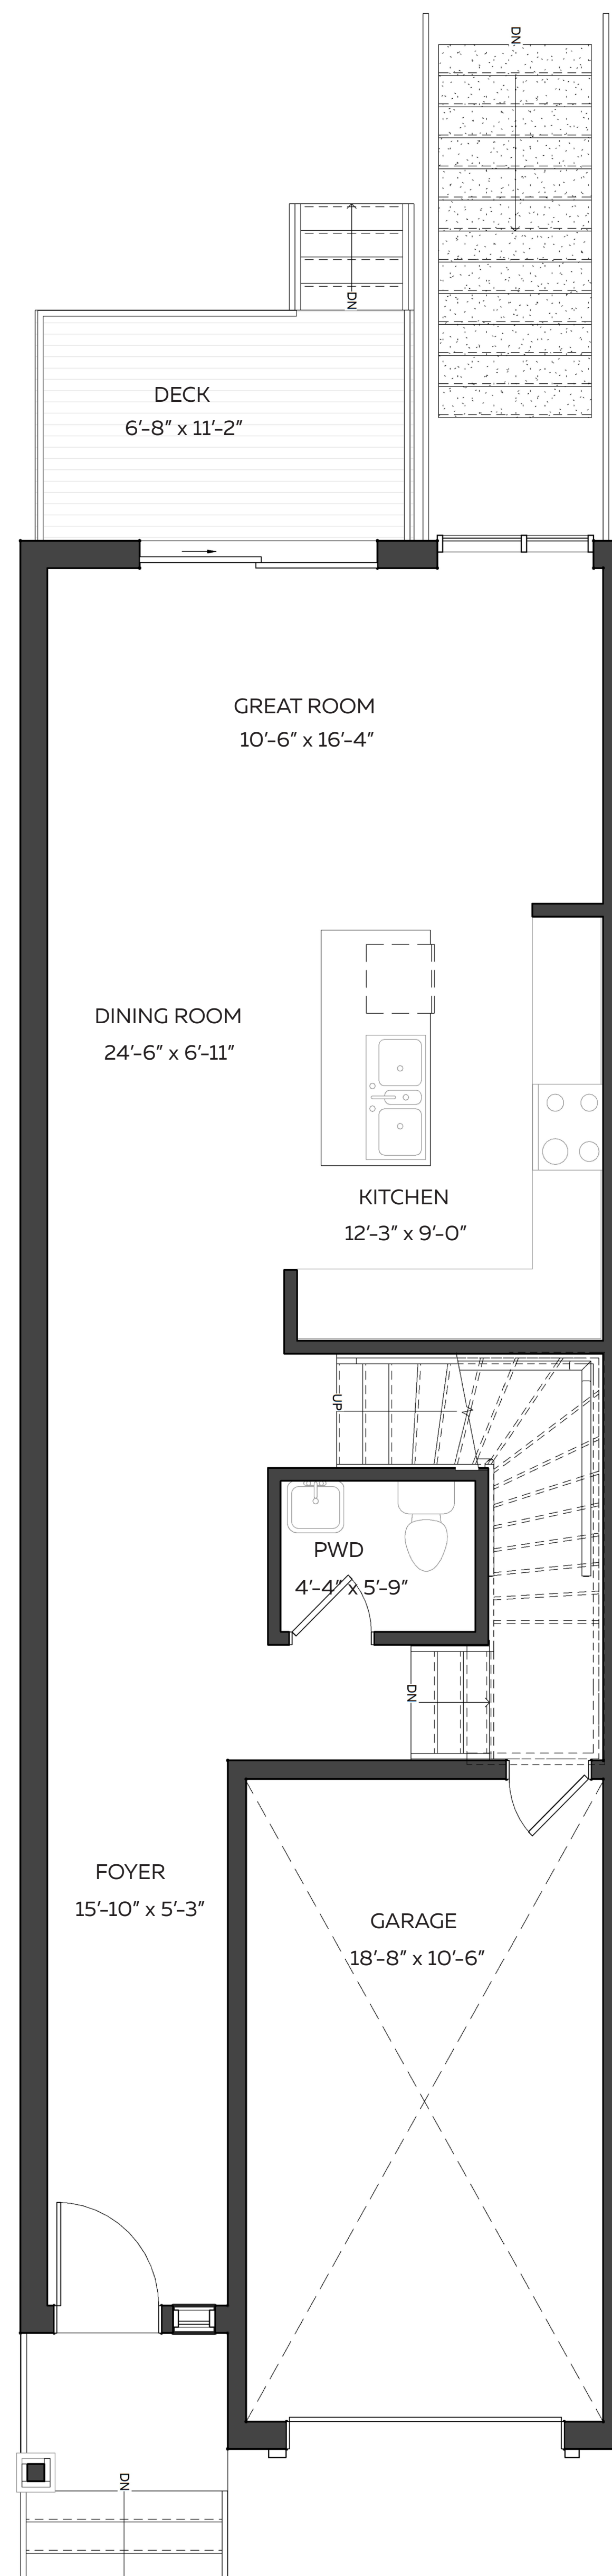 DN
DN
DECK
6'-8" x 11'-2"
GREAT ROOM
10'-6" x 16'-4"
DINING ROOM
24'-6" x 6'-11"
KITCHEN
12'-3" x 9'-0"
UP
PWD
4'-4" x 5'-9"
DN
FOYER
15'-10" x 5'-3"
GARAGE
18'-8" x 10'-6"
DN